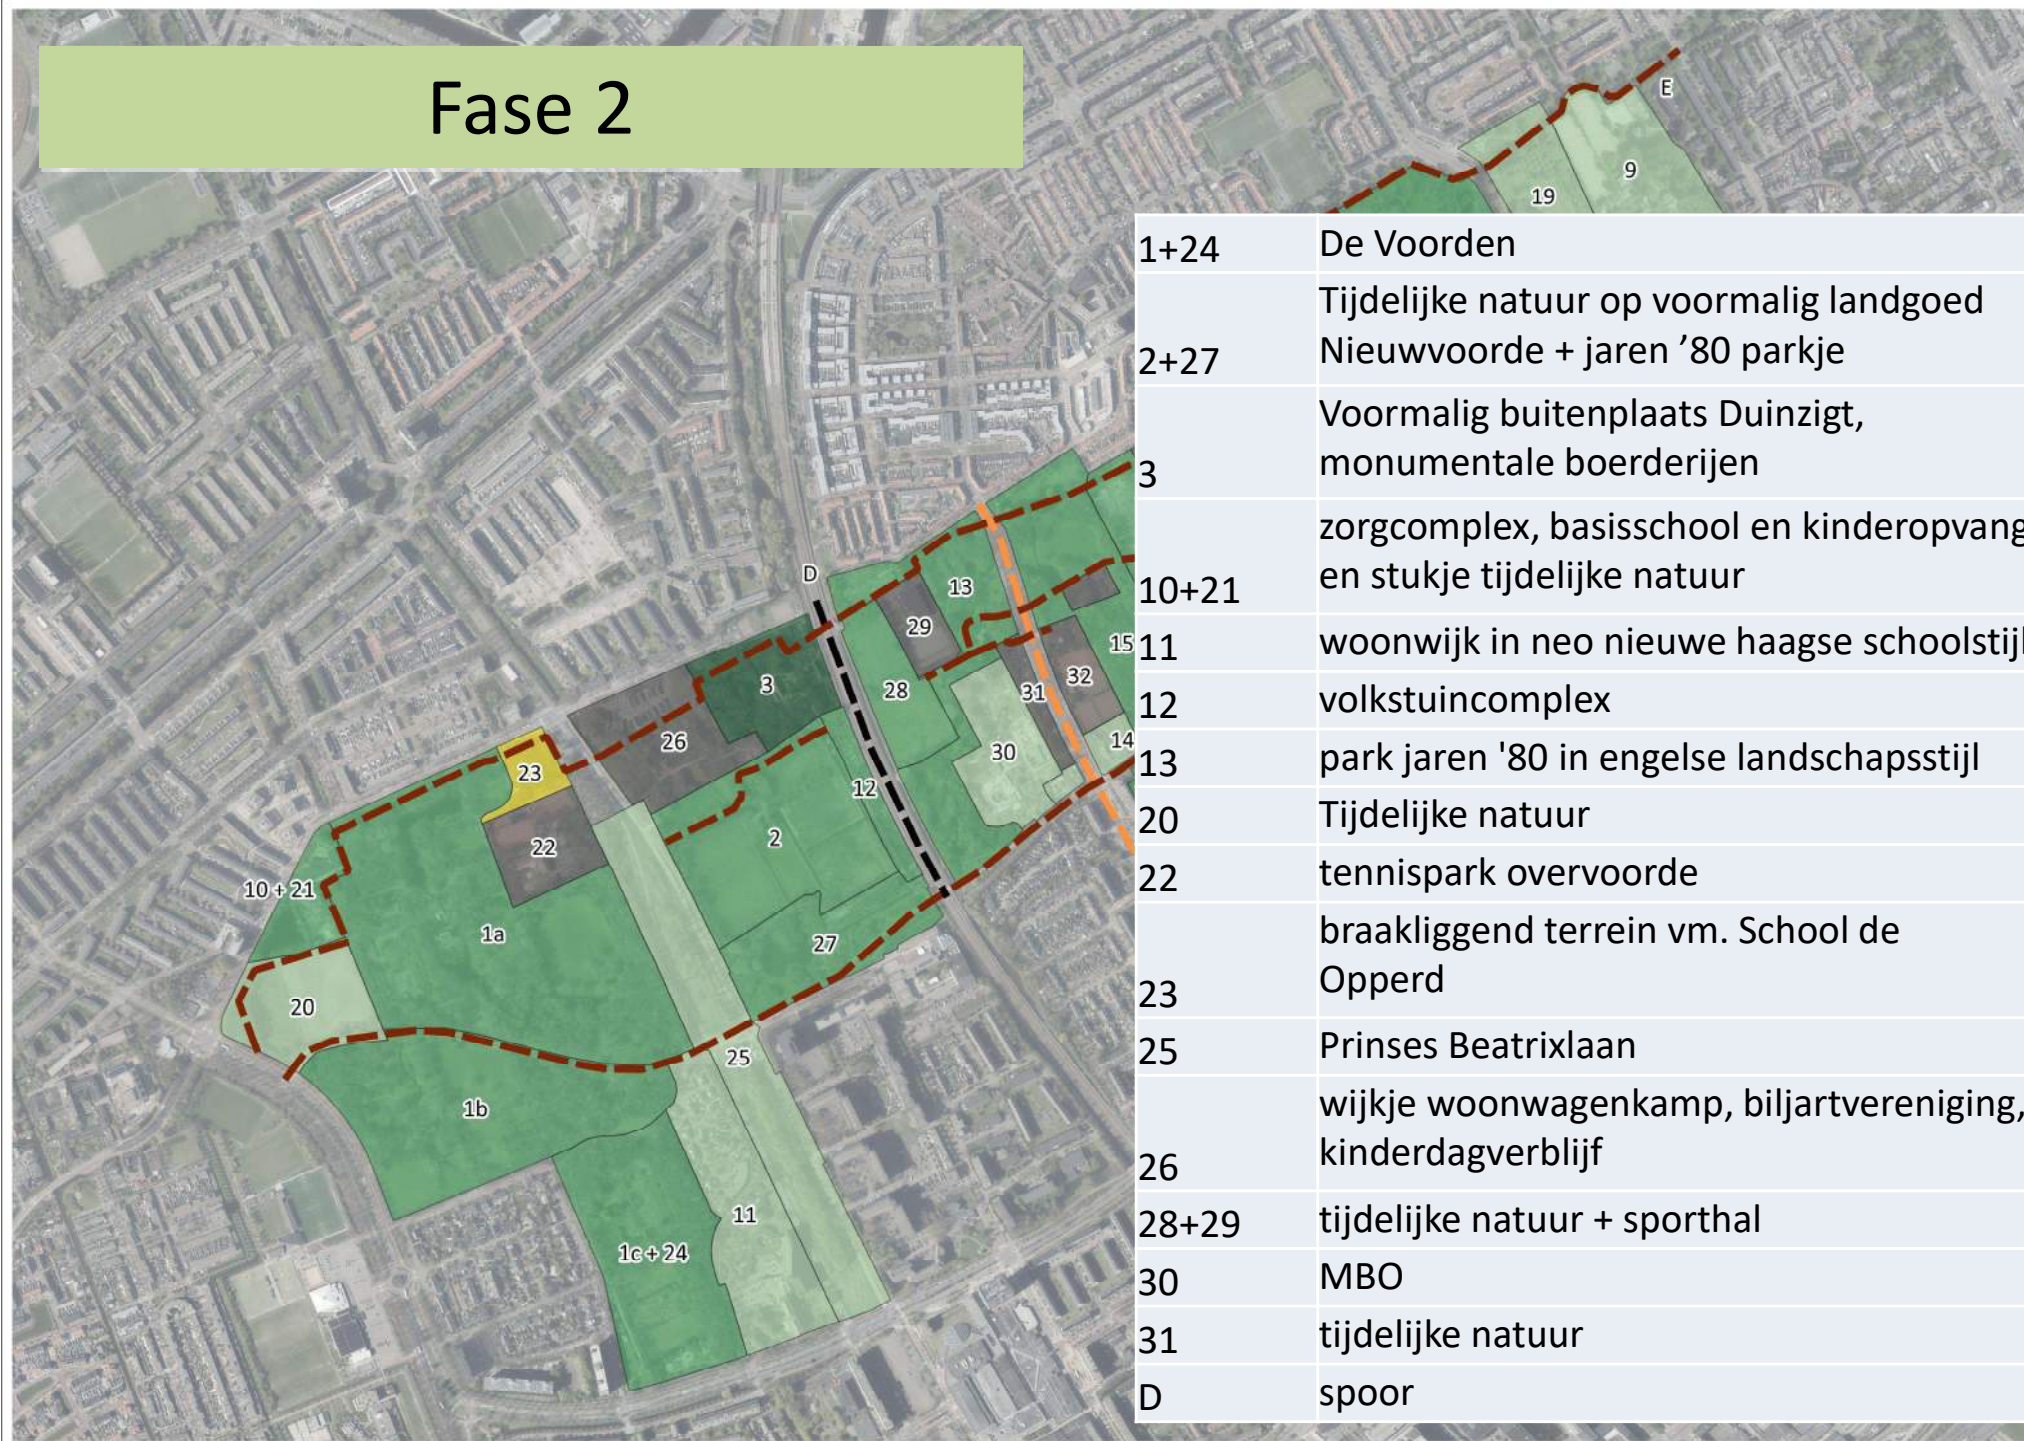 Fase 2
E
9
19
1+24 De Voorden
Tijdelijke natuur op voormalig landgoed
2+27 Nieuwvoorde + jaren ’80 parkje
Voormalig buitenplaats Duinzigt,
3 monumentale boerderijen
zorgcomplex, basisschool en kinderopvang
10+21 en stukje tijdelijke natuur
11 woonwijk in neo nieuwe haagse schoolstijl
12 volkstuincomplex
13 park jaren '80 in engelse landschapsstijl
20 Tijdelijke natuur
22 tennispark overvoorde
braakliggend terrein vm. School de
23 Opperd
25 Prinses Beatrixlaan
wijkje woonwagenkamp, biljartvereniging,
26 kinderdagverblijf
28+29 tijdelijke natuur + sporthal
30 MBO
31 tijdelijke natuur
D spoor
D
13
29
15
3
28
32
31
26
14
30
23
12
2
22
10 + 21
1a
27
20
25
1b
11
1c + 24